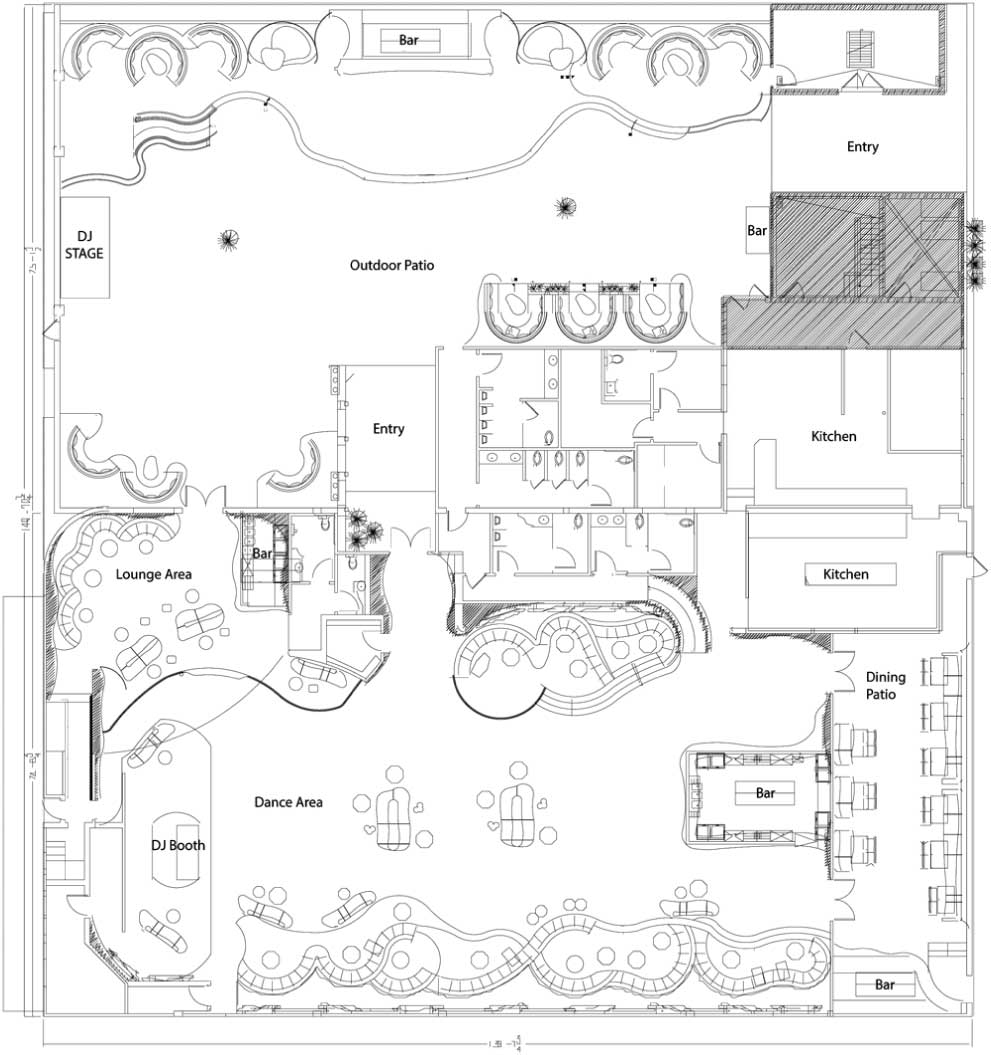 Bar
Entry
DJ
STAGE
Bar
Outdoor Patio
Entry
Kitchen
Bar
Lounge Area
Kitchen
Dining
Patio
Dance Area
Bar
DJ Booth
Bar